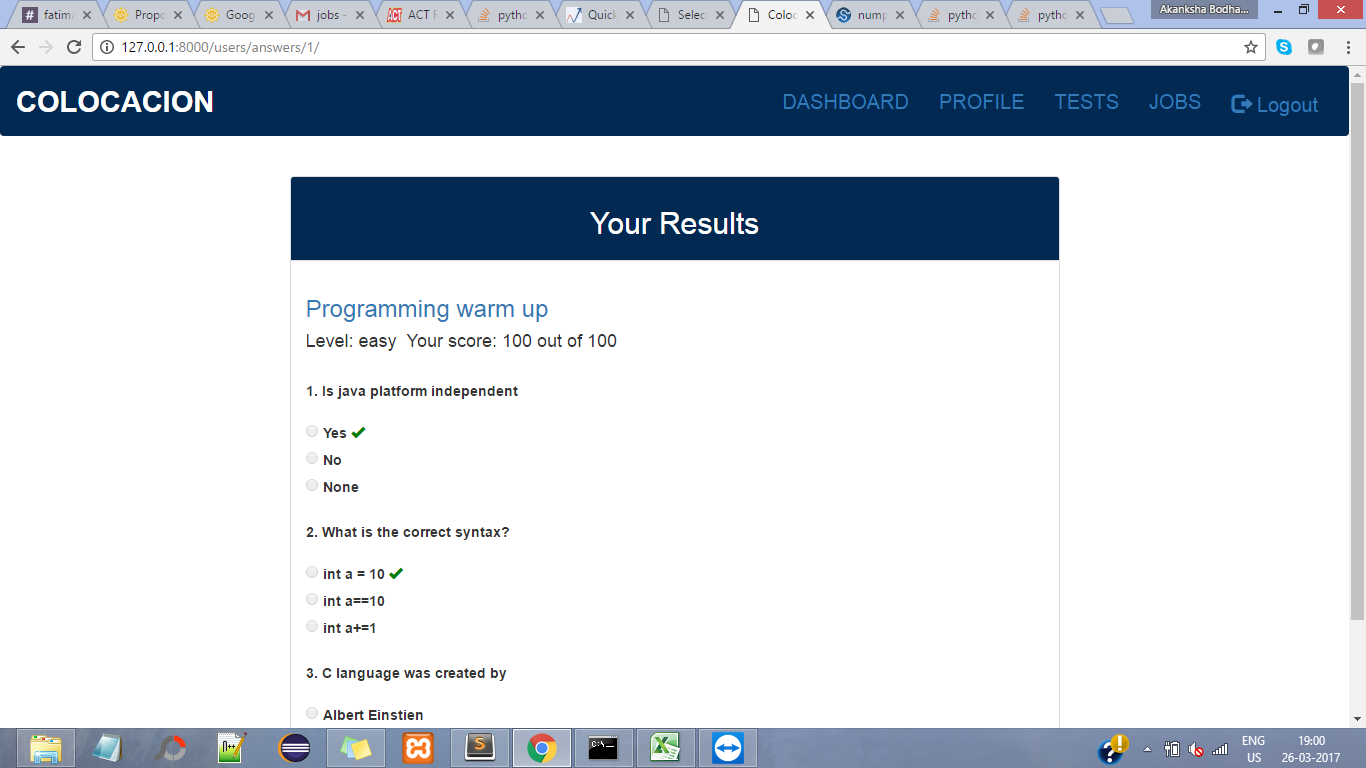 fatim
Propo
Goog
jobs -
ACT F
pytho
Quick
Selec
Coloc
nump
pytho
pytho
Akanksha Bodha...
127.0.0.1:8000/users/answers/1/
COLOCACION
DASHBOARD
PROFILE
TESTS
JOBS
Logout
Your Results
Programming warm up
Level: easy Your score: 100 out of 100
1. Is java platform independent
Yes
No
None
2. What is the correct syntax?
int a = 10
int a==10
int a+=1
3. C language was created by
Albert Einstien
ENG
US
19:00
26-03-2017